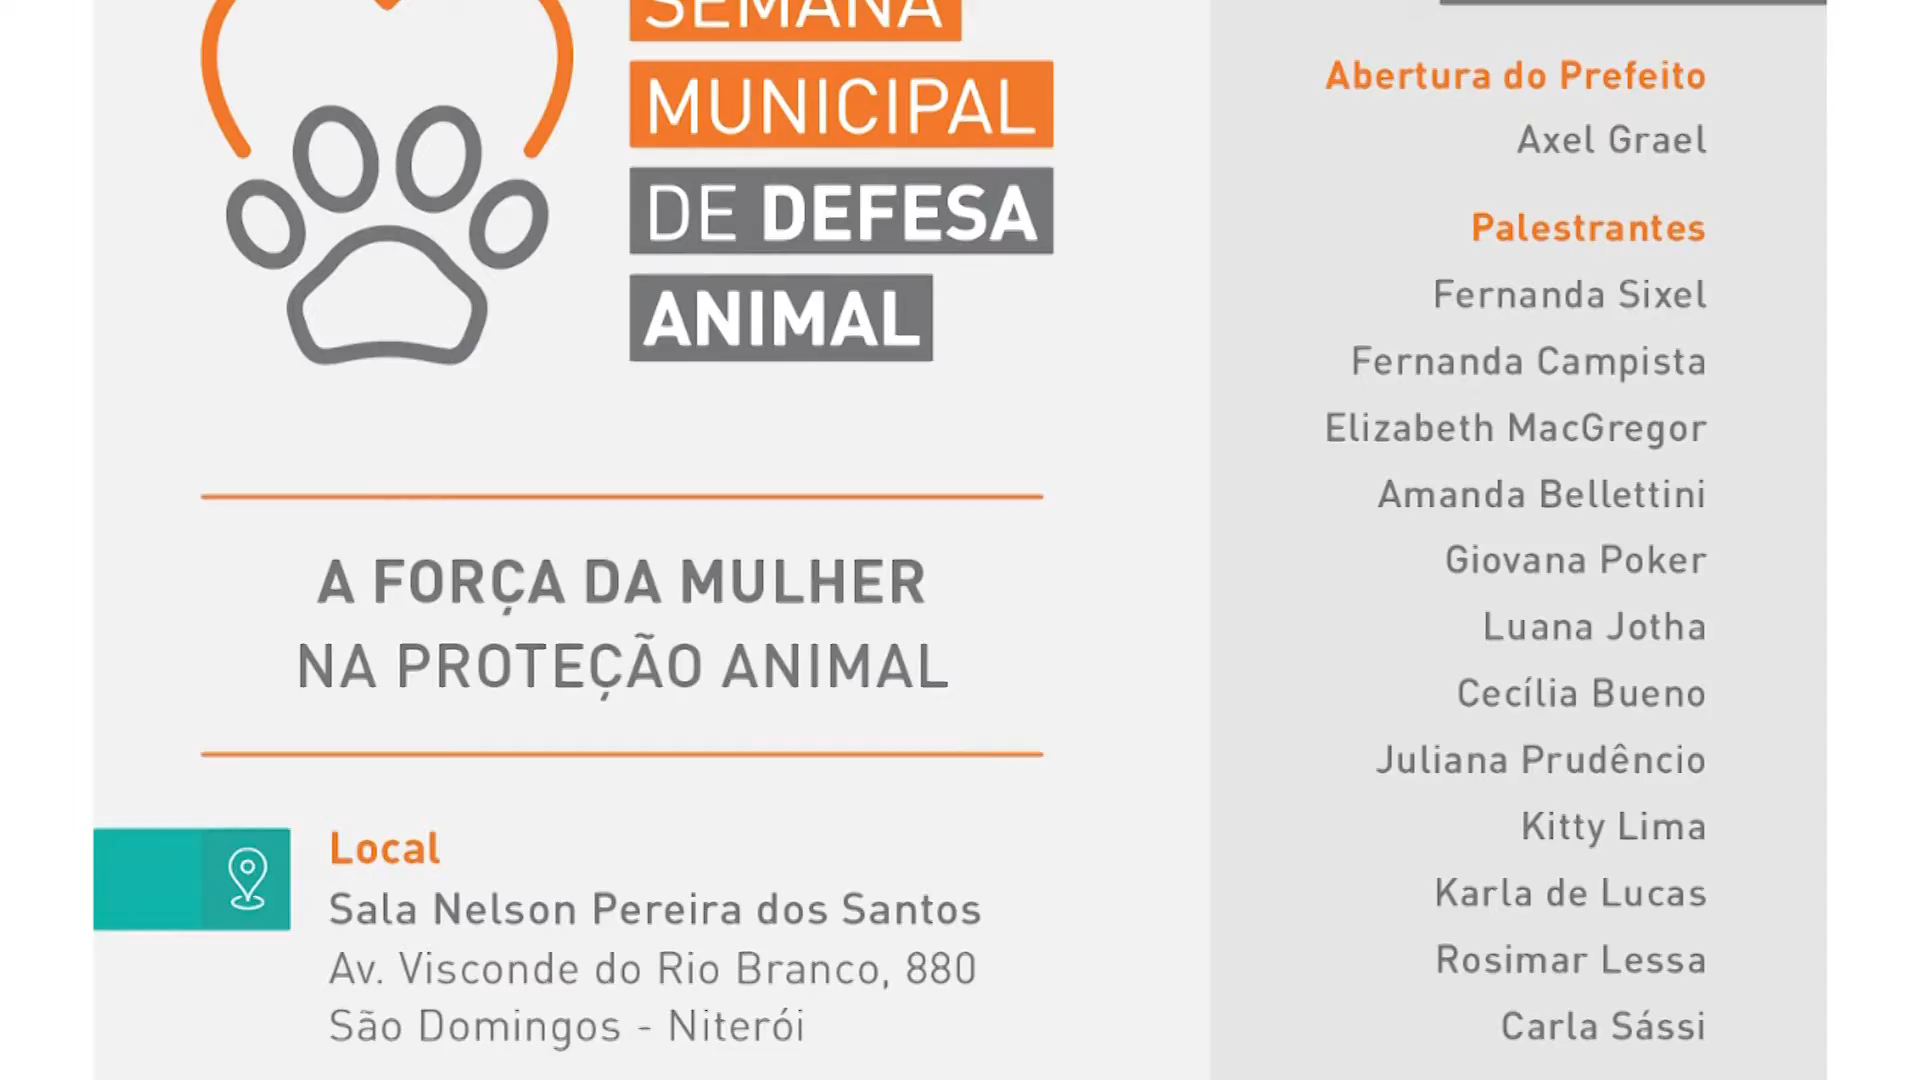 SEMANA
MUNICIPAL
DE DEFESA
ANIMAL
A FORÇA DA MULHER
NA PROTEÇÃO ANIMAL
Local
Sala Nelson Pereira dos Santos
Av. Visconde do Rio Branco, 880
São Domingos - Niterói
Abertura do Prefeito
Axel Grael
Palestrantes
Fernanda Sixel
Fernanda Campista
Elizabeth MacGregor
Amanda Bellettini
Giovana Poker
Luana Jotha
Cecília Bueno
Juliana Prudêncio
Kitty Lima
Karla de Lucas
Rosimar Lessa
Carla Sássi